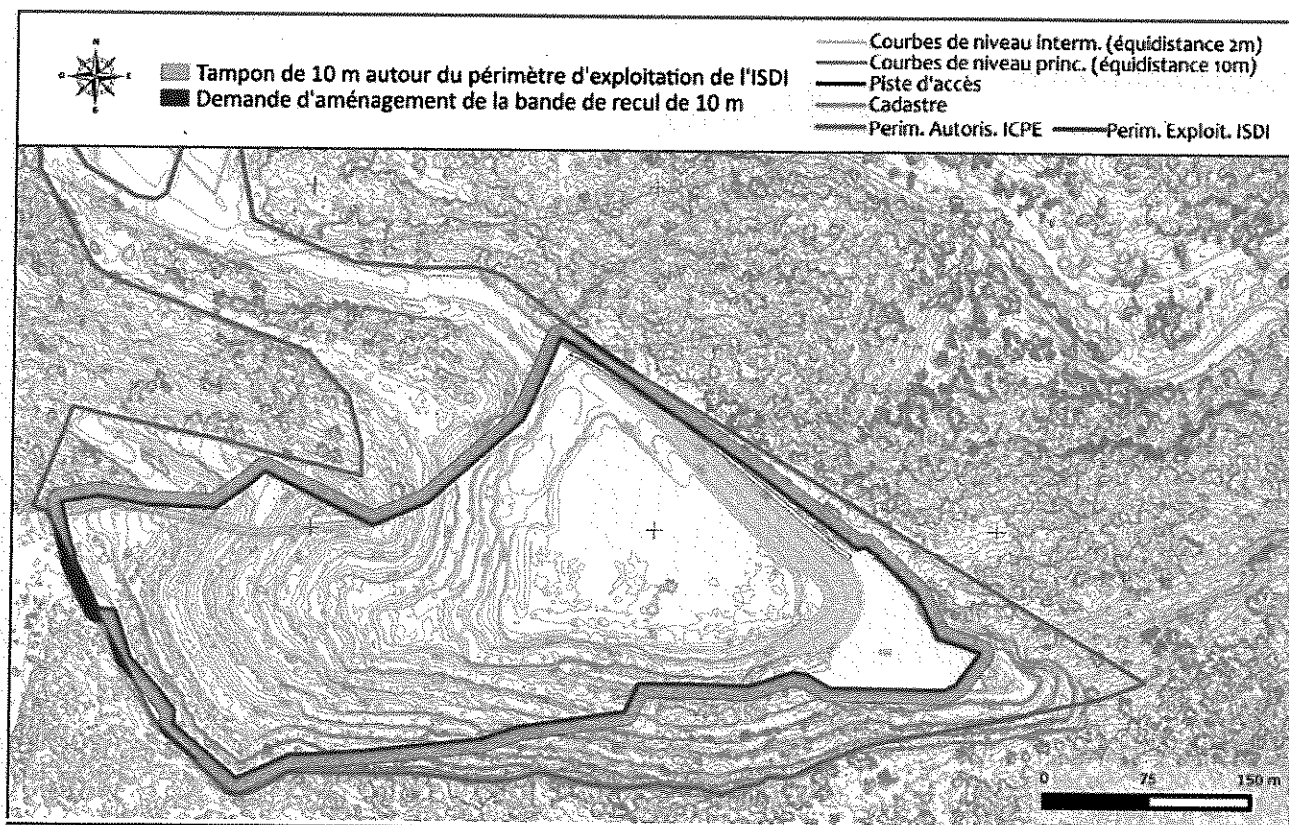 N
O
E
S
Tampon de 10 m autour du périmètre d'exploitation de l'ISDI
Demande d'aménagement de la bande de recul de 10 m
Courbes de niveau interm. (équidistance 2m)
Courbes de niveau princ. (équidistance 10m)
Piste d'accès
Cadastre
Perim. Autoris. ICPE
Perim. Exploit. ISDI
0
75
150 m